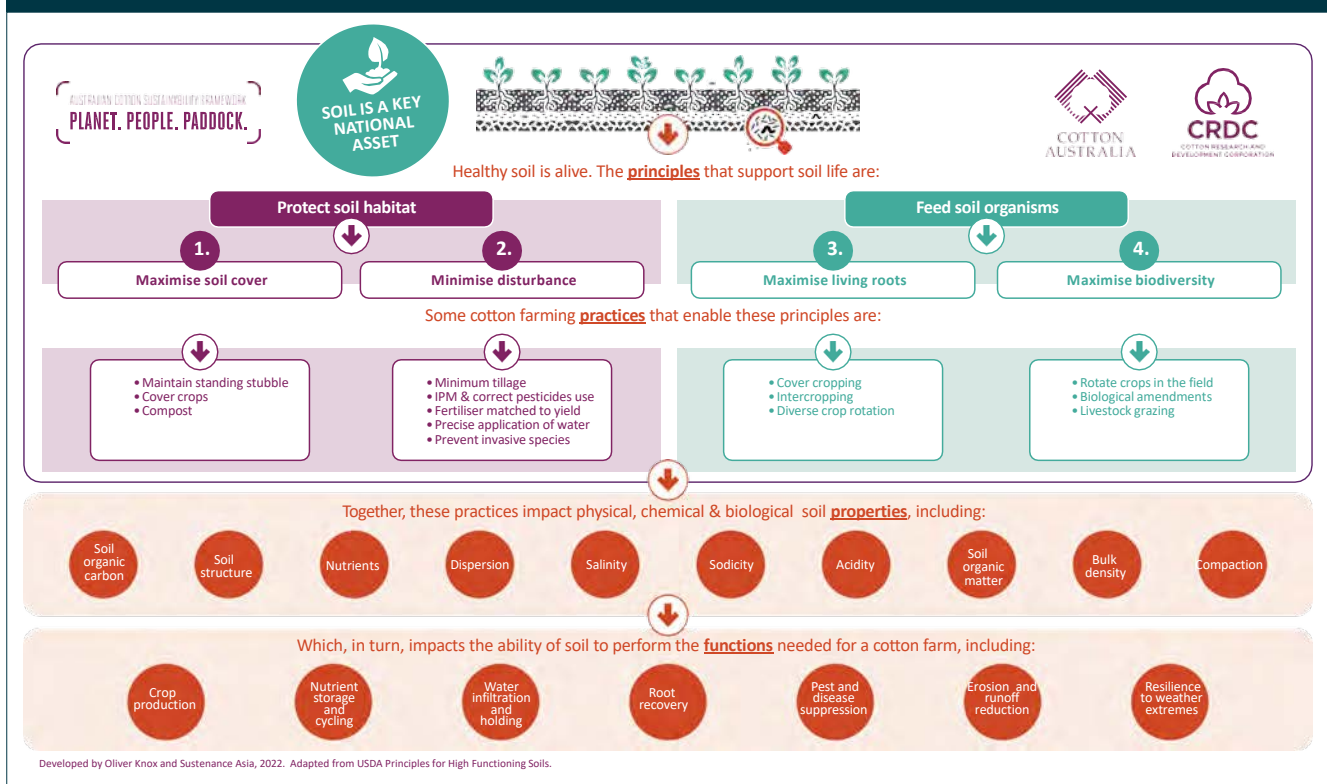 AUSTRALIAN COTTON SUSTAINABILITY FRAMEWORK
PLANET. PEOPLE. PADDOCK.
SOIL IS A KEY
NATIONAL
ASSET
COTTON
AUSTRALIA
CRDC
COTTON RESEARCH AND
DEVELOPMENT CORPORATION
Healthy soil is alive. The principles that support soil life are:
Protect soil habitat
1.
Maximise soil cover
2.
Minimise disturbance
Feed soil organisms
3.
Maximise living roots
4.
Maximise biodiversity
Some cotton farming practices that enable these principles are:
• Maintain standing stubble
• Cover crops
• Compost
• Minimum tillage
• IPM & correct pesticides use
• Fertiliser matched to yield
• Precise application of water
• Prevent invasive species
• Cover cropping
• Intercropping
• Diverse crop rotation
• Rotate crops in the field
• Biological amendments
• Livestock grazing
Together, these practices impact physical, chemical & biological soil properties, including:
Soil
organic
carbon
Soil
structure
Nutrients
Dispersion
Salinity
Sodicity
Acidity
Soil
organic
matter
Bulk
density
Compaction
Which, in turn, impacts the ability of soil to perform the functions needed for a cotton farm, including:
Crop
production
Nutrient
storage
and
cycling
Water
infiltration
and
holding
Root
recovery
Pest and
disease
suppression
Erosion and
runoff
reduction
Resilience
to weather
extremes
Developed by Oliver Knox and Sustenance Asia, 2022. Adapted from USDA Principles for High Functioning Soils.